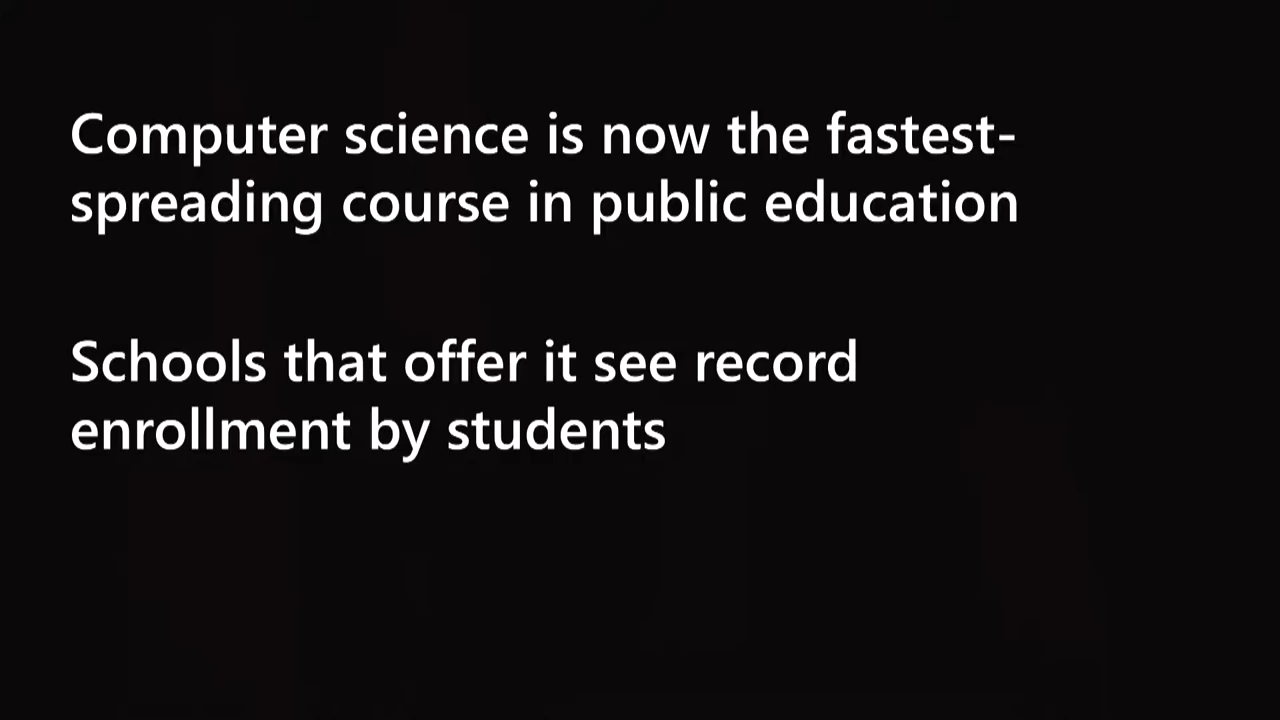 Computer science is now the fastest-
spreading course in public education
Schools that offer it see record
enrollment by students